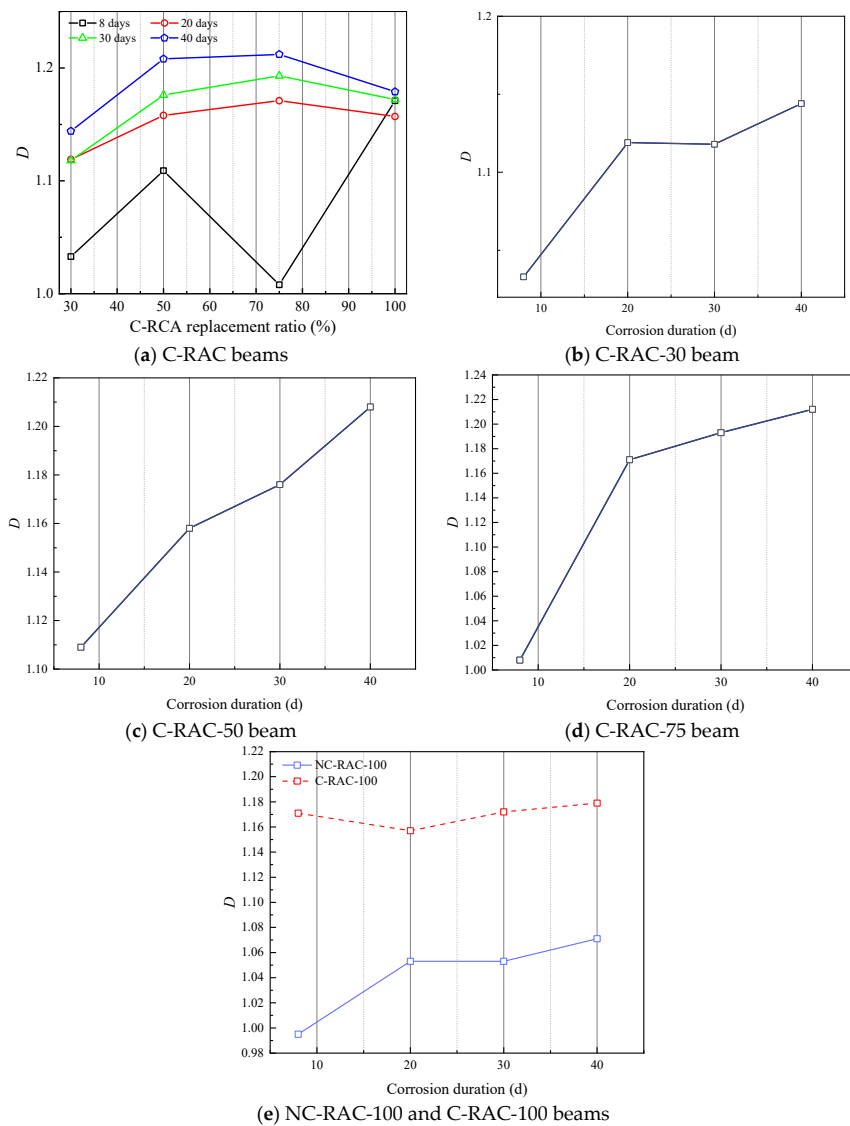 8 days 20 days
30 days 40 days
1.2
1.1
1.0
D
30 40 50 60 70 80 90 100
C-RCA replacement ratio (%)
(a) C-RAC beams
1.2
1.1
D
10 20 30 40
Corrosion duration (d)
(b) C-RAC-30 beam
1.22
1.20
1.18
1.16
1.14
1.12
1.10
D
10 20 30 40
Corrosion duration (d)
(c) C-RAC-50 beam
1.24
1.22
1.20
1.18
1.16
1.14
1.12
1.10
1.08
1.06
1.04
1.02
1.00
D
10 20 30 40
Corrosion duration (d)
(d) C-RAC-75 beam
NC-RAC-100
C-RAC-100
1.22
1.20
1.18
1.16
1.14
1.12
1.10
1.08
1.06
1.04
1.02
1.00
0.98
D
10 20 30 40
Corrosion duration (d)
(e) NC-RAC-100 and C-RAC-100 beams